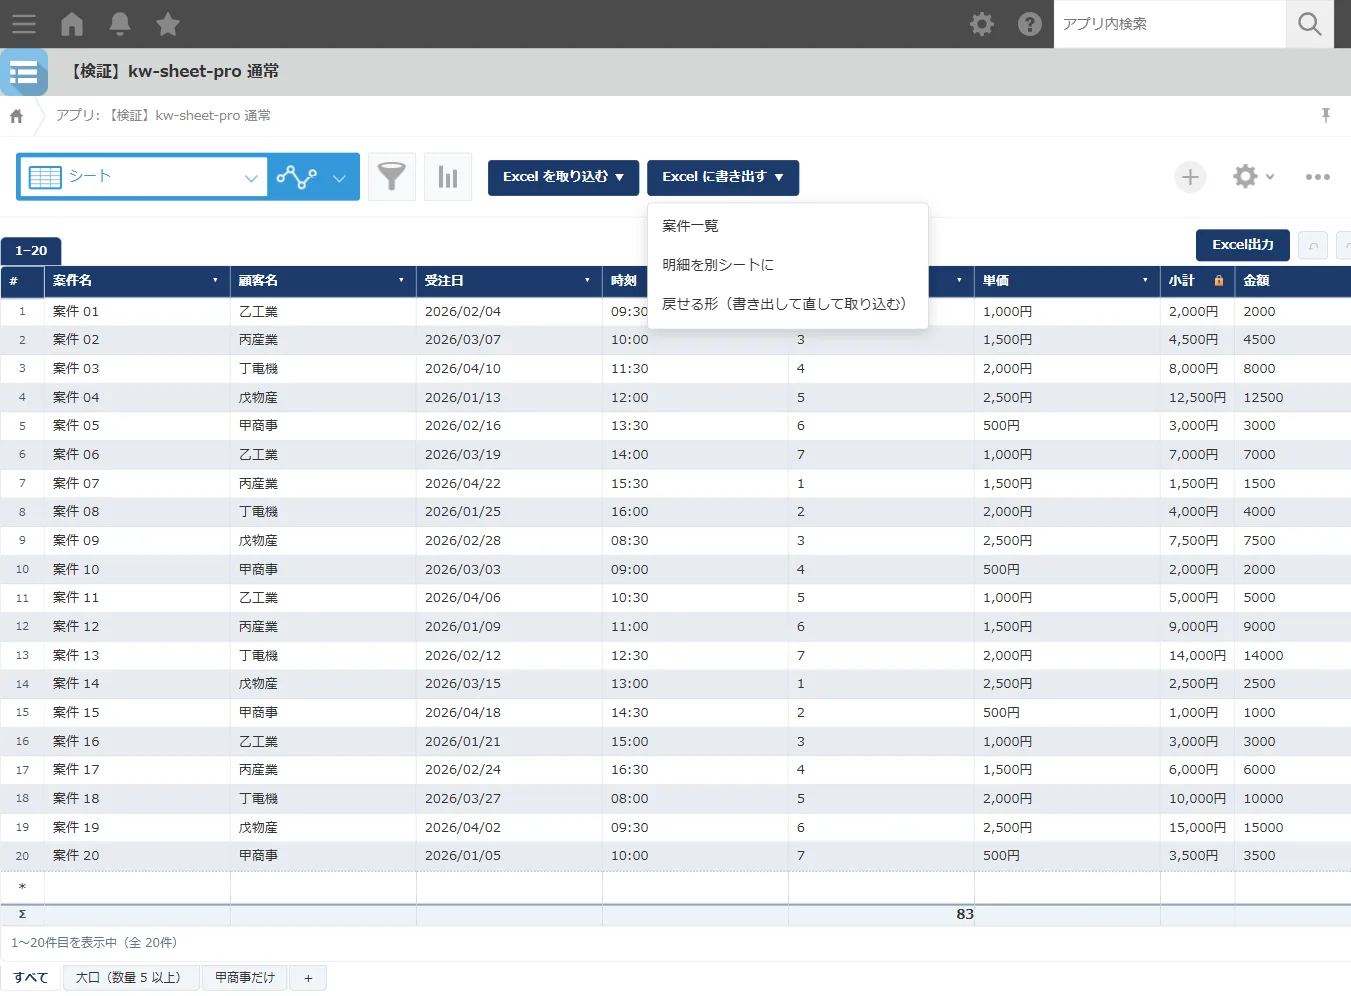 アプリ内検索
【検証】kw-sheet-pro 通常
アプリ: 【検証】kw-sheet-pro 通常
シート
Excel を取り込む ▼
Excel に書き出す ▼
案件一覧
明細を別シートに
戻せる形（書き出して直して取り込む）
1–20
Excel出力
# 案件名 顧客名 受注日 時刻 単価 小計 金額
1 案件 01 乙工業 2026/02/04 09:30 1,000円 2,000円 2000
2 案件 02 丙産業 2026/03/07 10:00 3 1,500円 4,500円 4500
3 案件 03 丁電機 2026/04/10 11:30 4 2,000円 8,000円 8000
4 案件 04 戊物産 2026/01/13 12:00 5 2,500円 12,500円 12500
5 案件 05 甲商事 2026/02/16 13:30 6 500円 3,000円 3000
6 案件 06 乙工業 2026/03/19 14:00 7 1,000円 7,000円 7000
7 案件 07 丙産業 2026/04/22 15:30 1 1,500円 1,500円 1500
8 案件 08 丁電機 2026/01/25 16:00 2 2,000円 4,000円 4000
9 案件 09 戊物産 2026/02/28 08:30 3 2,500円 7,500円 7500
10 案件 10 甲商事 2026/03/03 09:00 4 500円 2,000円 2000
11 案件 11 乙工業 2026/04/06 10:30 5 1,000円 5,000円 5000
12 案件 12 丙産業 2026/01/09 11:00 6 1,500円 9,000円 9000
13 案件 13 丁電機 2026/02/12 12:30 7 2,000円 14,000円 14000
14 案件 14 戊物産 2026/03/15 13:00 1 2,500円 2,500円 2500
15 案件 15 甲商事 2026/04/18 14:30 2 500円 1,000円 1000
16 案件 16 乙工業 2026/01/21 15:00 3 1,000円 3,000円 3000
17 案件 17 丙産業 2026/02/24 16:30 4 1,500円 6,000円 6000
18 案件 18 丁電機 2026/03/27 08:00 5 2,000円 10,000円 10000
19 案件 19 戊物産 2026/04/02 09:30 6 2,500円 15,000円 15000
20 案件 20 甲商事 2026/01/05 10:00 7 500円 3,500円 3500
*
Σ 83
1〜20件目を表示中（全 20件）
すべて 大口（数量 5 以上） 甲商事だけ +